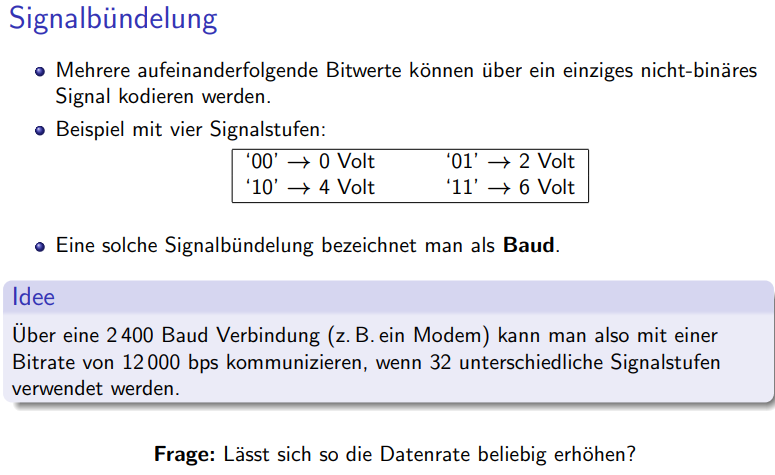 Signalbündelung
Mehrere aufeinanderfolgende Bitwerte können über ein einziges nicht-binäres
Signal kodieren werden.
Beispiel mit vier Signalstufen:
‘00’ → 0 Volt ‘01’ → 2 Volt
‘10’ → 4 Volt ‘11’ → 6 Volt
Eine solche Signalbündelung bezeichnet man als Baud.
Idee
Über eine 2 400 Baud Verbindung (z. B. ein Modem) kann man also mit einer
Bitrate von 12 000 bps kommunizieren, wenn 32 unterschiedliche Signalstufen
verwendet werden.
Frage: Lässt sich so die Datenrate beliebig erhöhen?